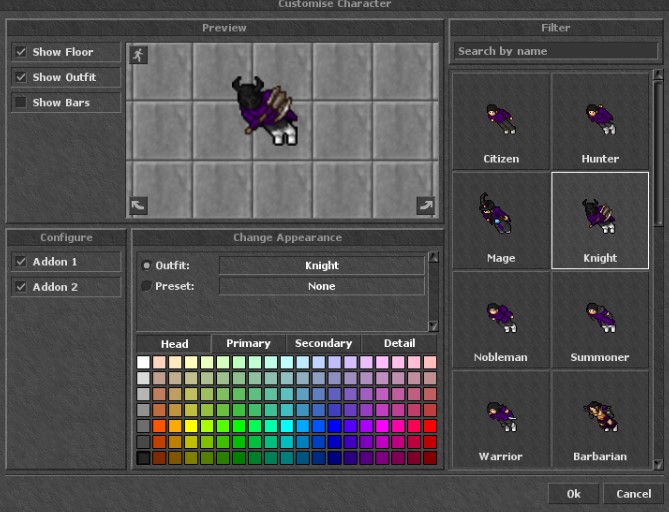 Customise Character
Preview
Filter
Show Floor
Show Outfit
Show Bars
Search by name
Citizen
Hunter
Mage
Knight
Nobleman
Summoner
Warrior
Barbarian
Configure
Addon 1
Addon 2
Change Appearance
Outfit:
Knight
Preset:
None
Head
Primary
Secondary
Detail
Ok
Cancel